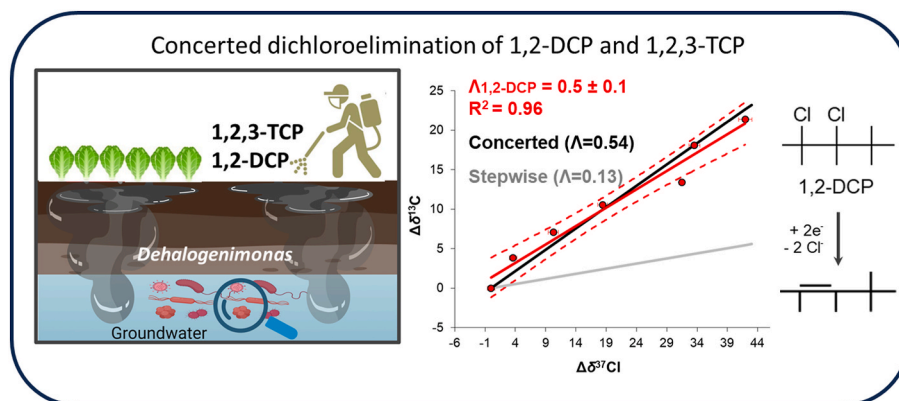 Concerted dichloroelimination of 1,2-DCP and 1,2,3-TCP
1,2,3-TCP
1,2-DCP
Dehalogenimonas
Groundwater
Λ1,2-DCP = 0.5 ± 0.1
R² = 0.96
Concerted (Λ=0.54)
Stepwise (Λ=0.13)
Δδ¹³C
25
20
15
10
5
0
-5
-6 -1 4 9 14 19 24 29 34 39 44
Δδ³⁷Cl
Cl Cl
1,2-DCP
+ 2e⁻
- 2 Cl⁻